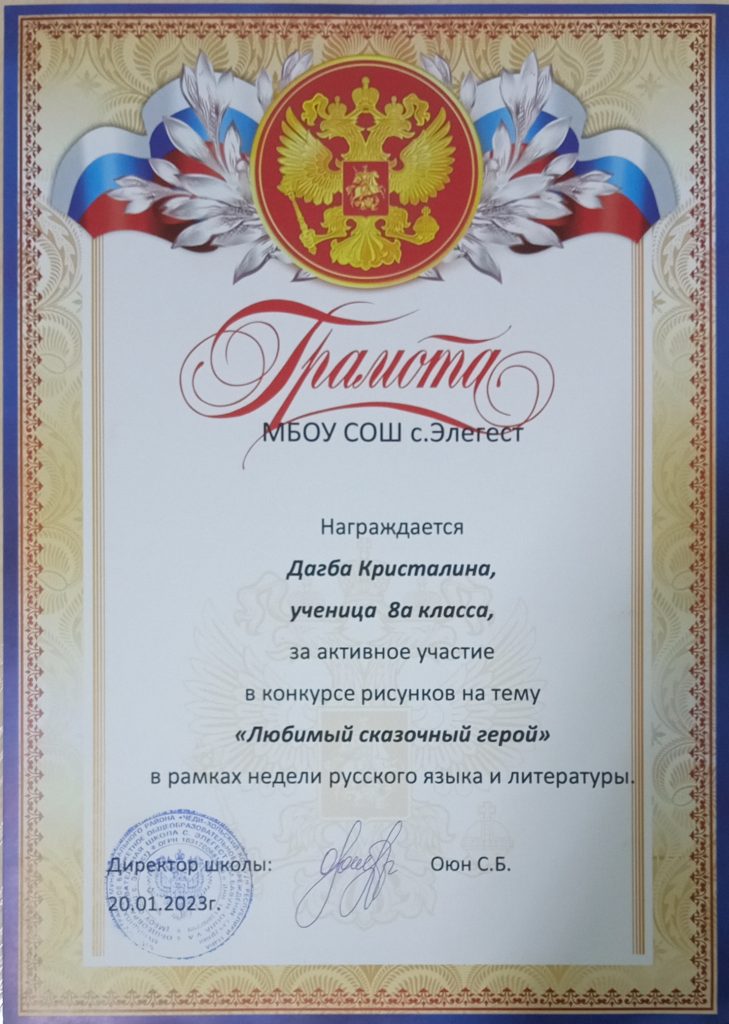 Грамота
МБОУ СОШ с.Элегест
Награждается
Дагба Кристалина,
ученица 8а класса,
за активное участие
в конкурсе рисунков на тему
«Любимый сказочный герой»
в рамках недели русского языка и литературы.
Директор школы: Оюн С.Б.
20.01.2023г.